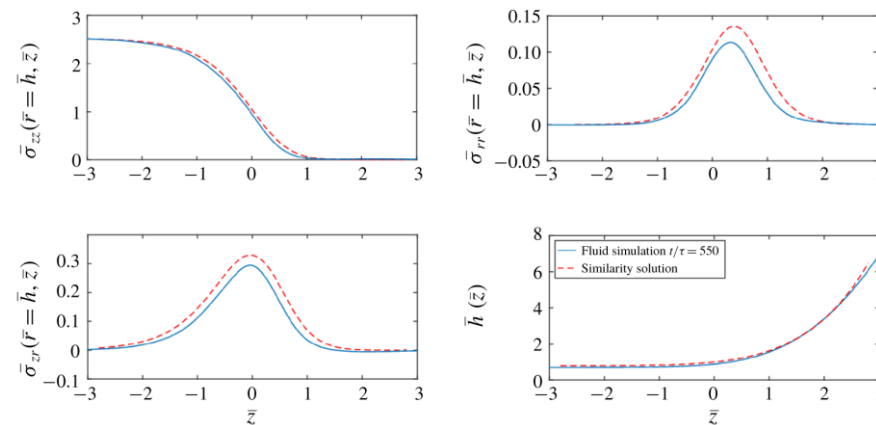 3
2
1
0
−3 −2 −1 0 1 2 3
σ̄zz(r̄ = h̄, z̄)
0.15
0.10
0.05
0
−0.05
−3 −2 −1 0 1 2 3
σ̄rr(r̄ = h̄, z̄)
0.3
0.2
0.1
0
−0.1
−3 −2 −1 0 1 2 3
σ̄zr(r̄ = h̄, z̄)
z̄
8
6
4
2
0
−3 −2 −1 0 1 2
h̄ (z̄)
z̄
Fluid simulation t/τ = 550
Similarity solution